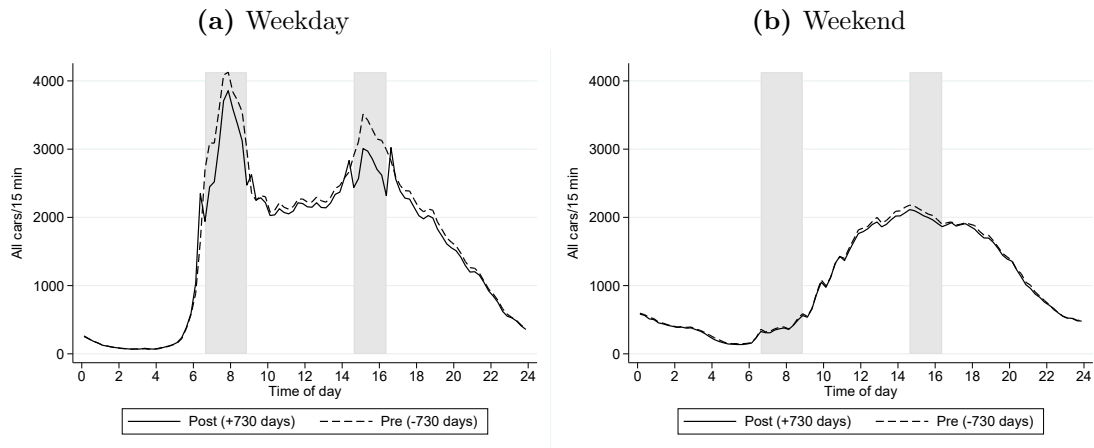 (a) Weekday
All cars/15 min
4000
3000
2000
1000
0
0 2 4 6 8 10 12 14 16 18 20 22 24
Time of day
Post (+730 days) Pre (-730 days)
(b) Weekend
All cars/15 min
4000
3000
2000
1000
0
0 2 4 6 8 10 12 14 16 18 20 22 24
Time of day
Post (+730 days) Pre (-730 days)